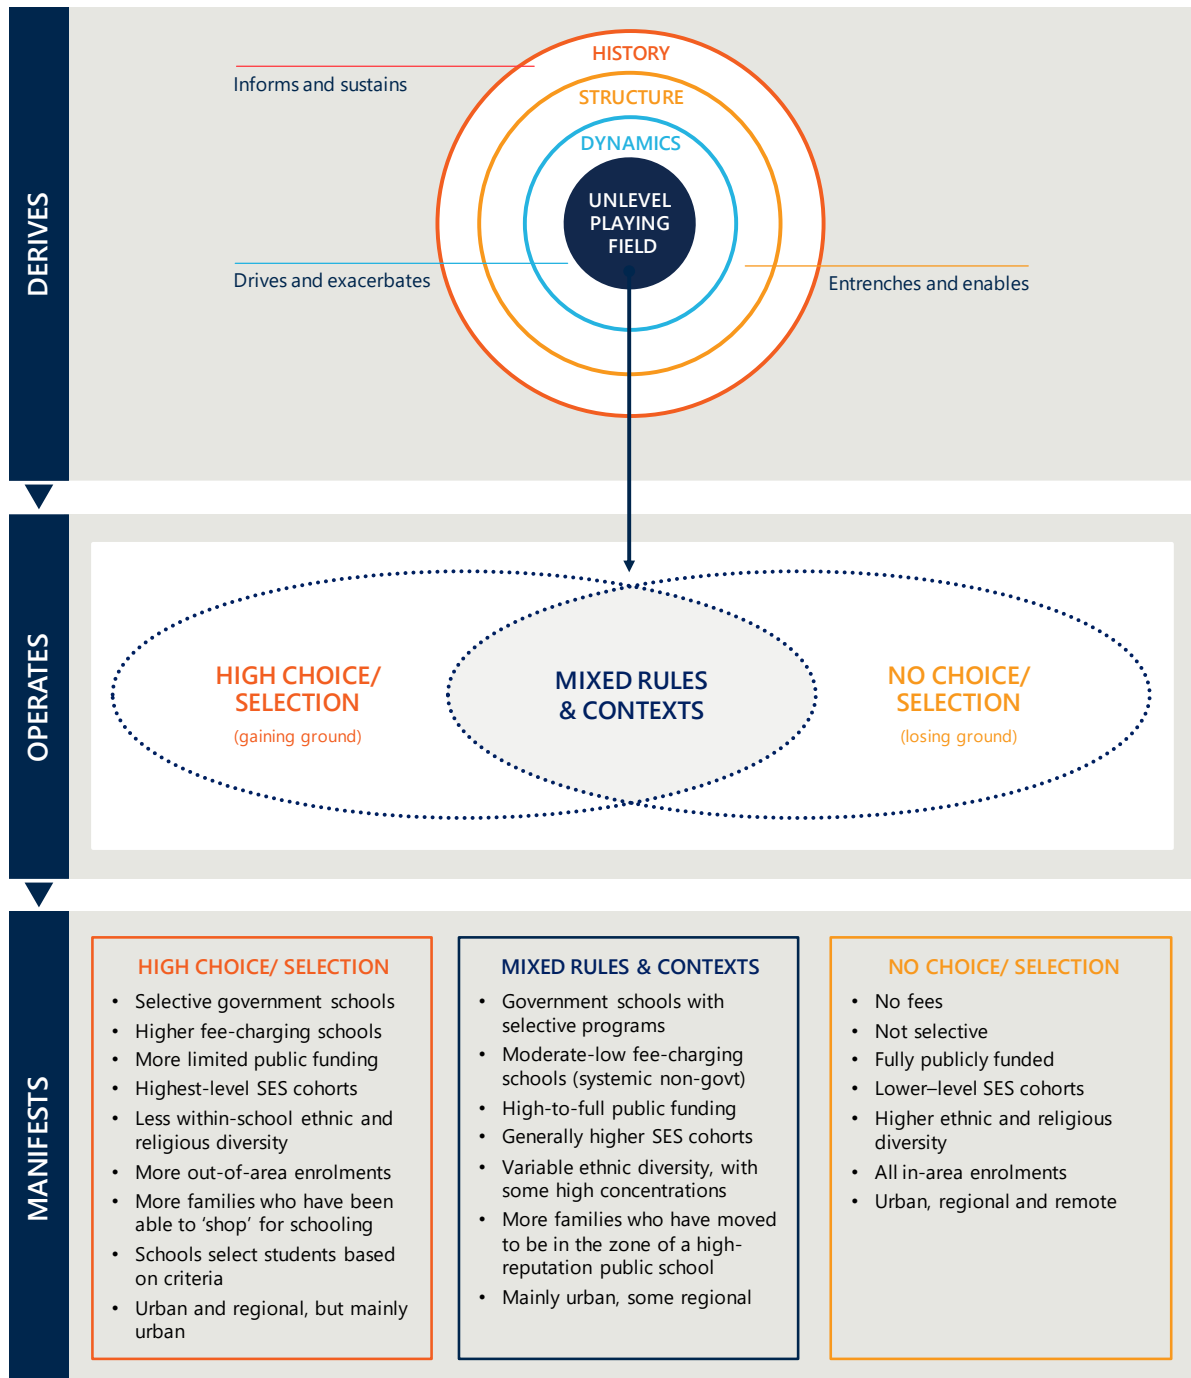 DERIVES
HISTORY
Informs and sustains
STRUCTURE
DYNAMICS
UNLEVEL
PLAYING
FIELD
Drives and exacerbates
Entrenches and enables
OPERATES
HIGH CHOICE/
SELECTION
(gaining ground)
MIXED RULES
& CONTEXTS
NO CHOICE/
SELECTION
(losing ground)
MANIFESTS
HIGH CHOICE/ SELECTION
• Selective government schools
• Higher fee-charging schools
• More limited public funding
• Highest-level SES cohorts
• Less within-school ethnic and
religious diversity
• More out-of-area enrolments
• More families who have been
able to ‘shop’ for schooling
• Schools select students based
on criteria
• Urban and regional, but mainly
urban
MIXED RULES & CONTEXTS
• Government schools with
selective programs
• Moderate-low fee-charging
schools (systemic non-govt)
• High-to-full public funding
• Generally higher SES cohorts
• Variable ethnic diversity, with
some high concentrations
• More families who have moved
to be in the zone of a high-
reputation public school
• Mainly urban, some regional
NO CHOICE/ SELECTION
• No fees
• Not selective
• Fully publicly funded
• Lower–level SES cohorts
• Higher ethnic and religious
diversity
• All in-area enrolments
• Urban, regional and remote